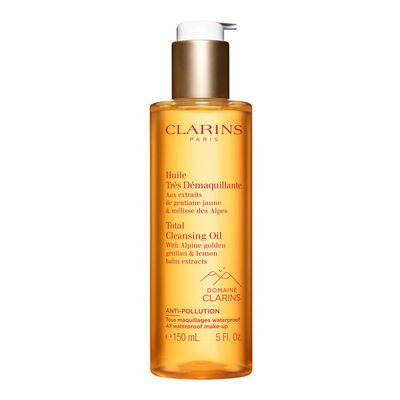 CLARINS
PARIS
Huile
Très Démaquillante
Aux extraits
de gentiane jaune
& mélisse des Alpes
Total
Cleansing Oil
With Alpine golden
gentian & lemon
balm extracts
DOMAINE
CLARINS
ANTI-POLLUTION
Tous maquillages waterproof
All waterproof make-up
℮150 mL 5 Fl. Oz.